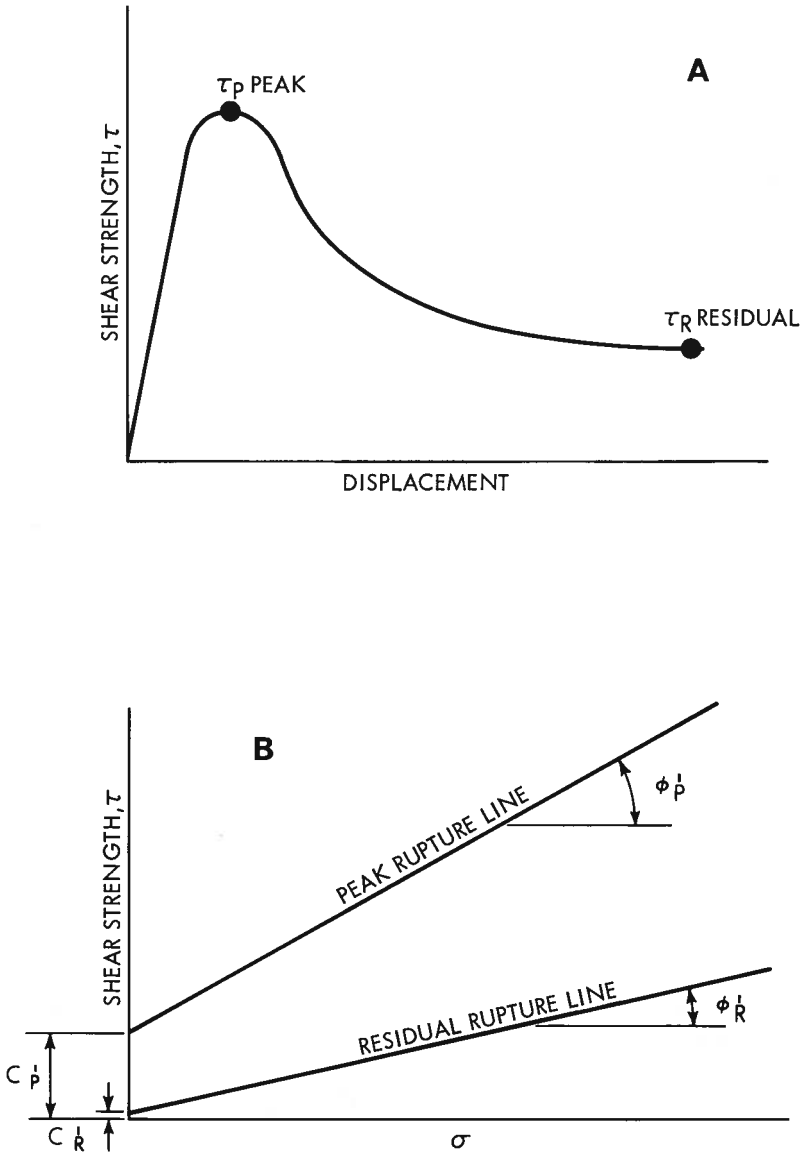 A
τP PEAK
SHEAR STRENGTH, τ
τR RESIDUAL
DISPLACEMENT
B
SHEAR STRENGTH, τ
PEAK RUPTURE LINE
ϕ'P
RESIDUAL RUPTURE LINE
ϕ'R
C'P
C'R
σ